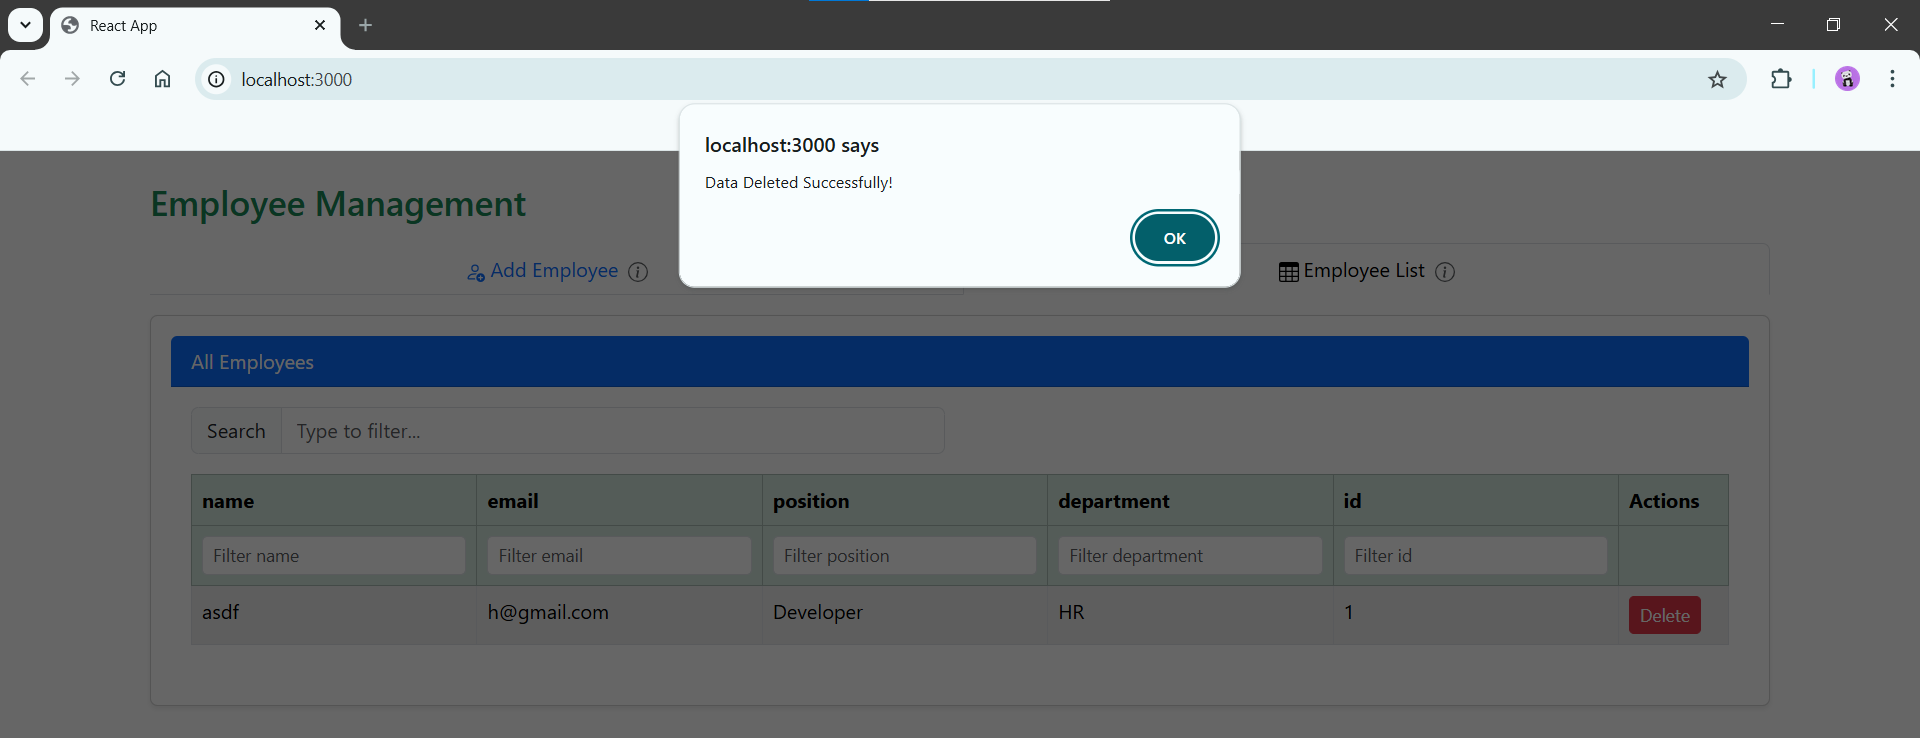 React App
localhost:3000
localhost:3000 says
Data Deleted Successfully!
OK
Employee Management
Add Employee
Employee List
All Employees
Search Type to filter...
name email position department id Actions
Filter name Filter email Filter position Filter department Filter id
asdf h@gmail.com Developer HR 1 Delete